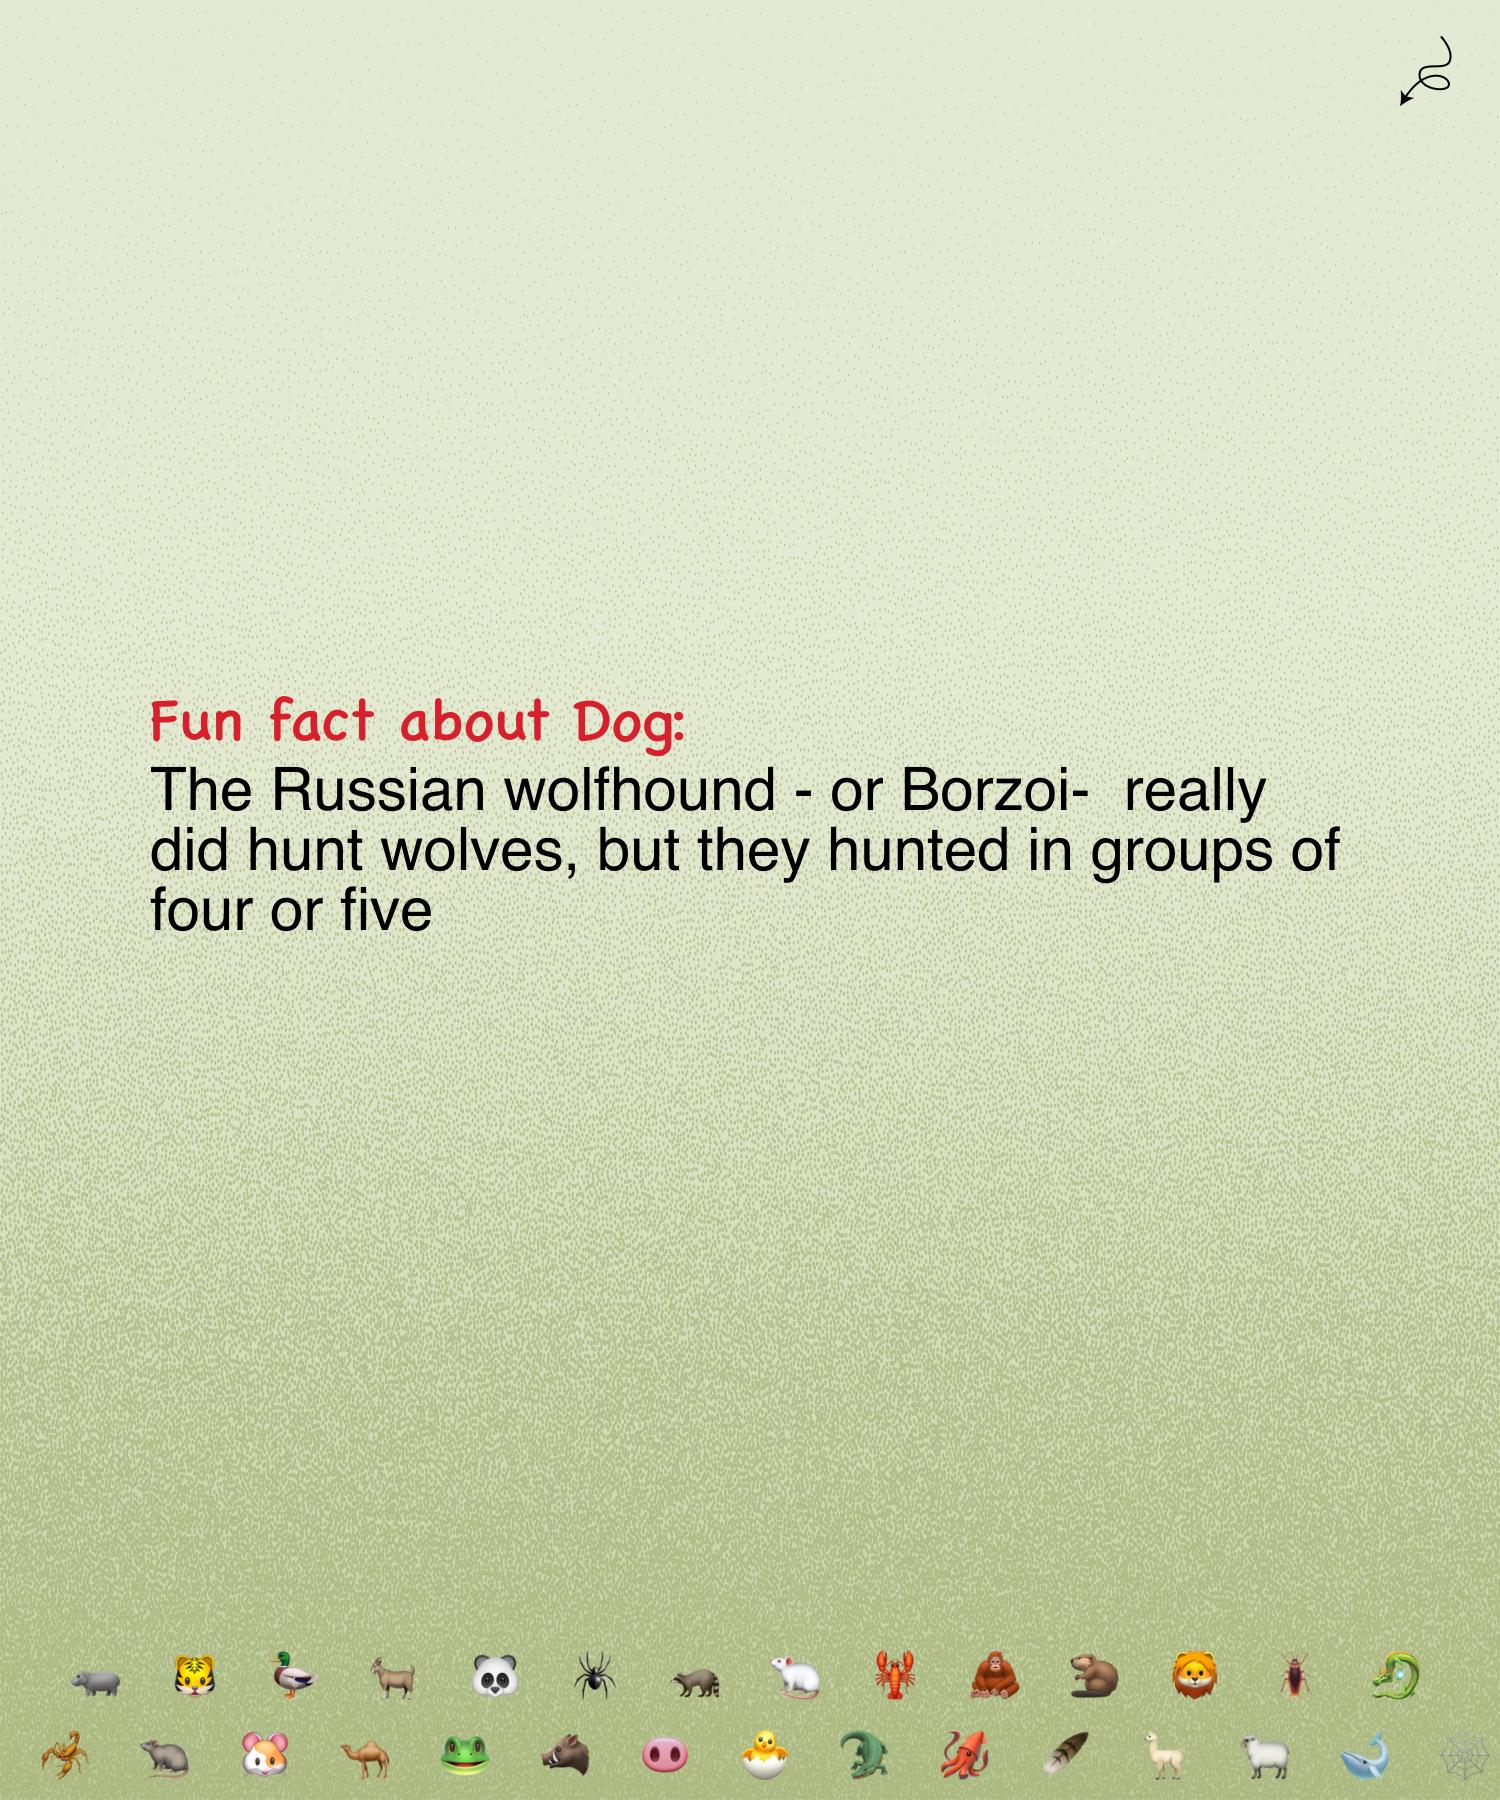 Fun fact about Dog:
The Russian wolfhound - or Borzoi-  really
did hunt wolves, but they hunted in groups of
four or five